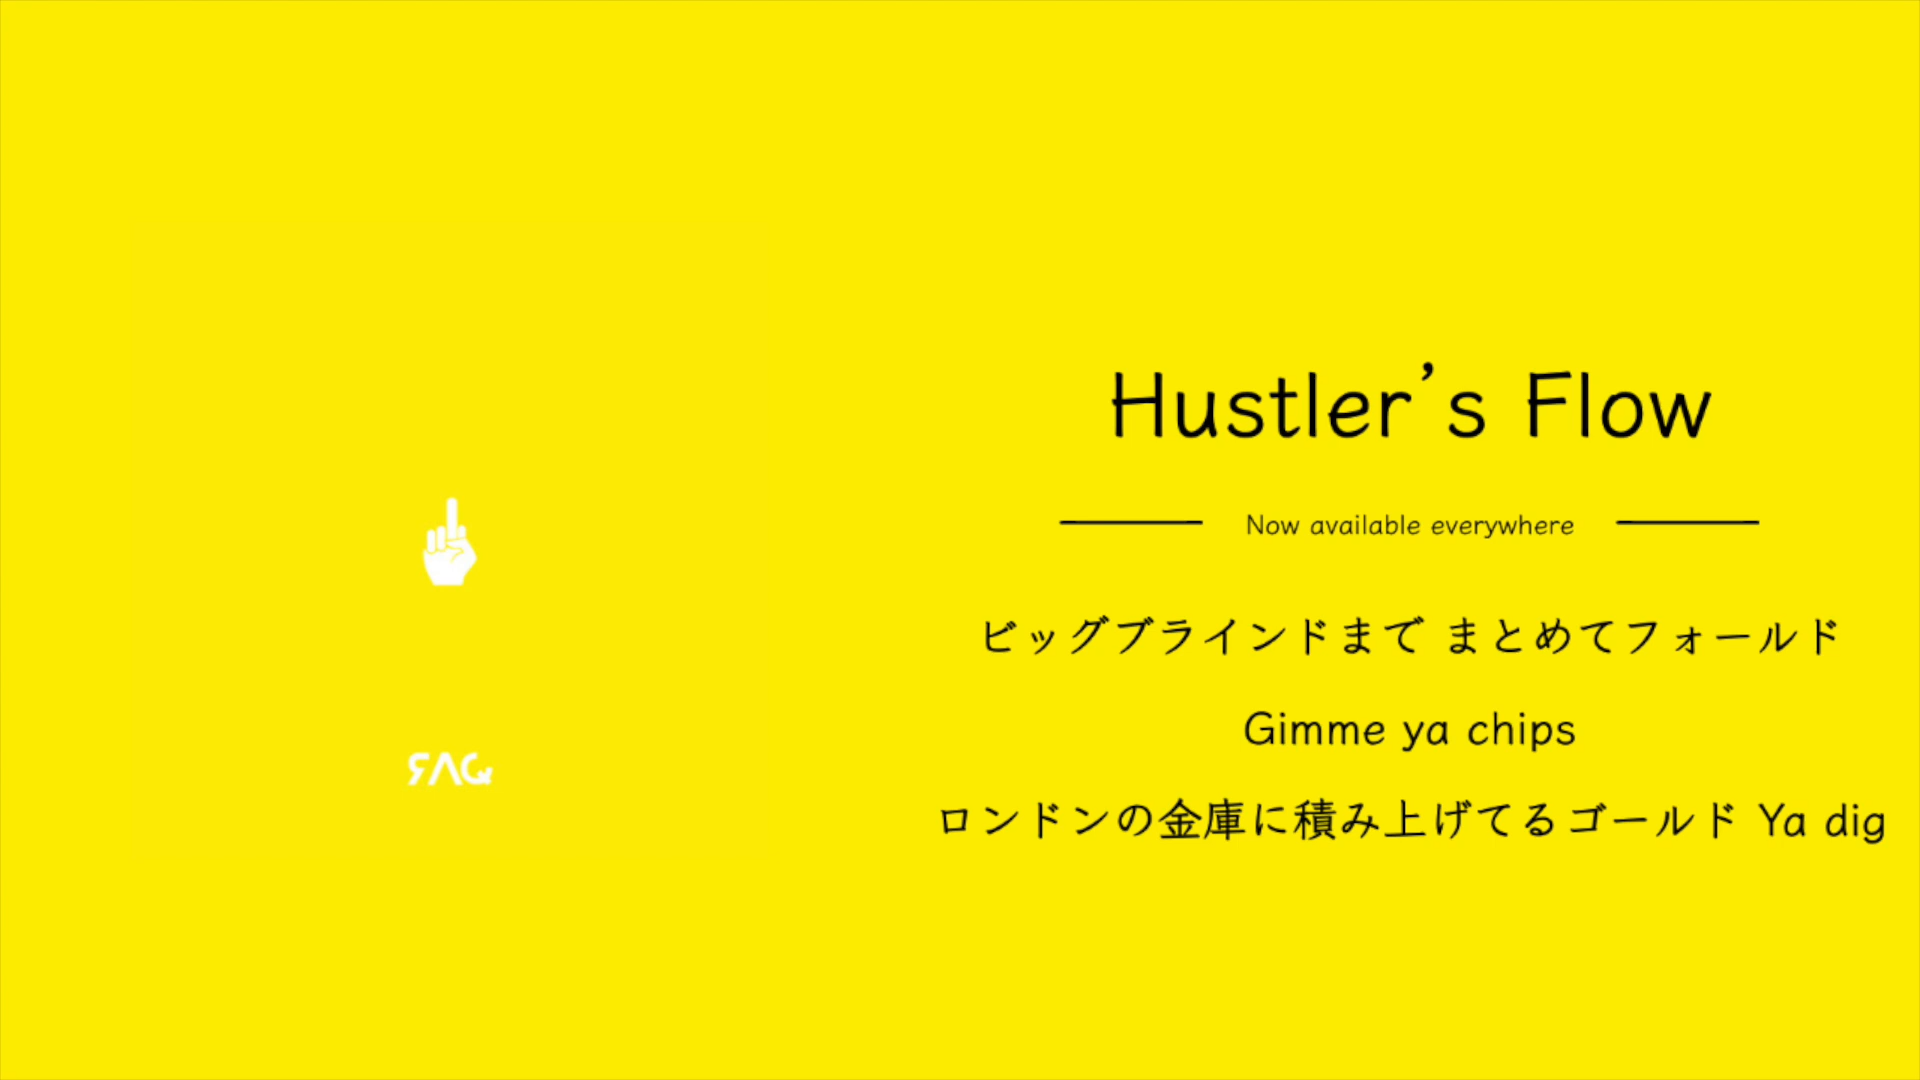 Hustler’s Flow
Now available everywhere
ビッグブラインドまで まとめてフォールド
Gimme ya chips
ロンドンの金庫に積み上げてるゴールド Ya dig